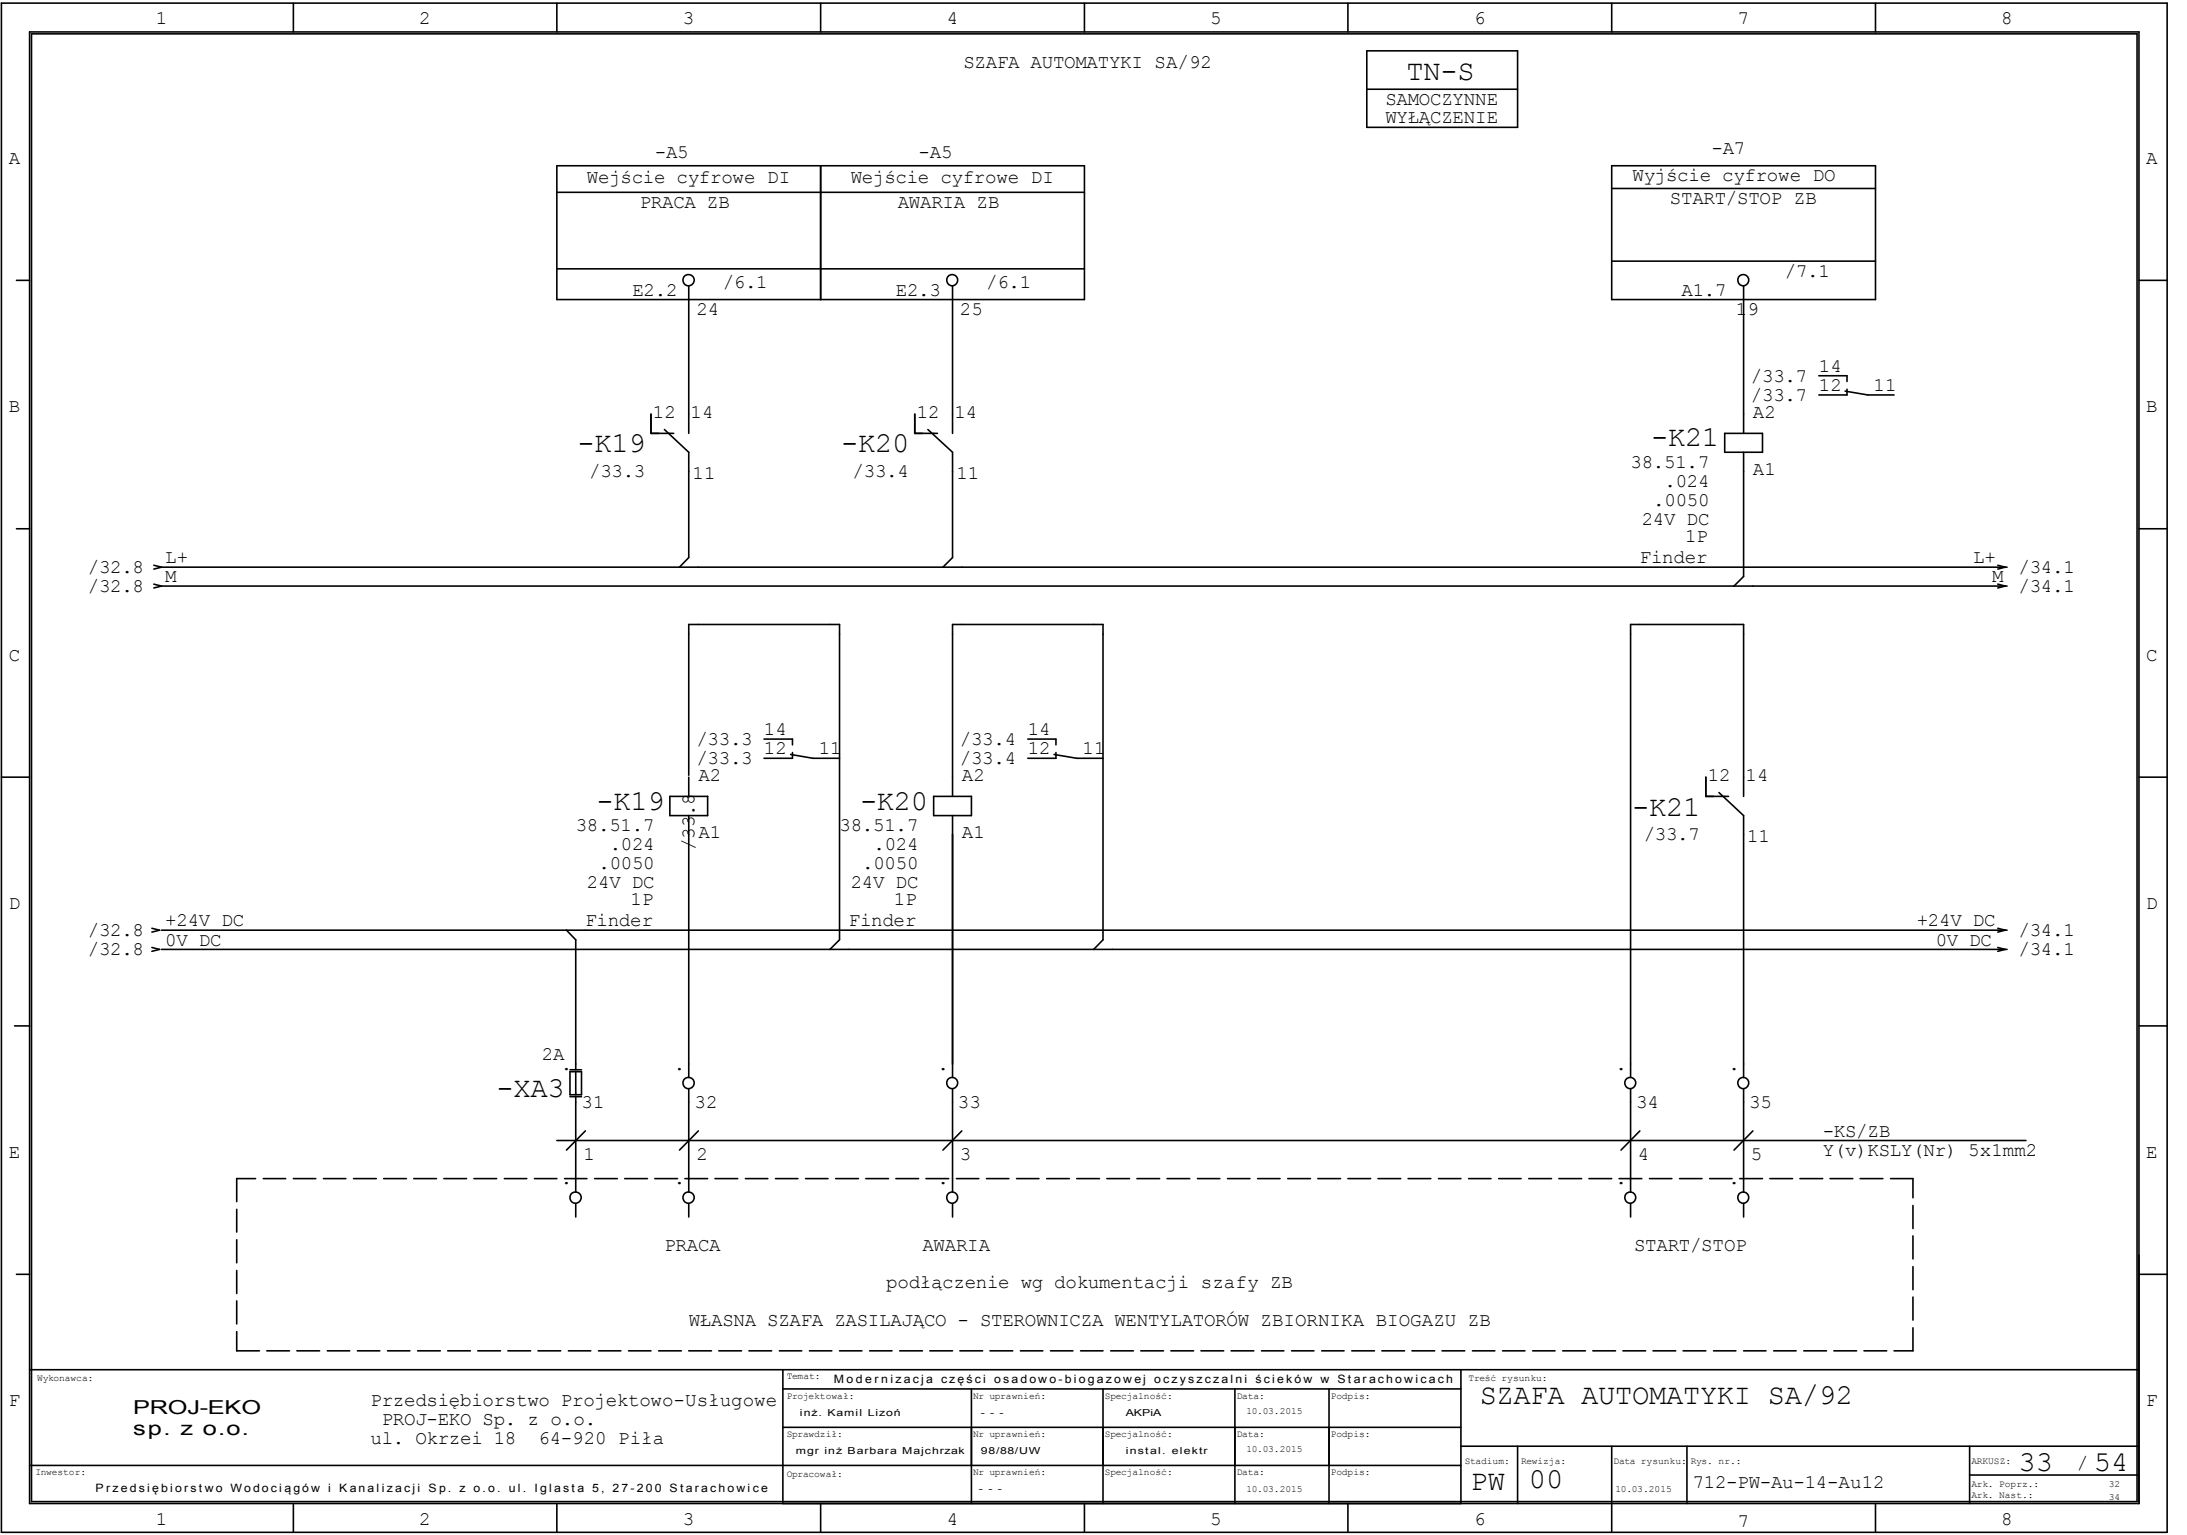 1 2 3 4 5 6 7 8
SZAFA AUTOMATYKI SA/92
TN-S
SAMOCZYNNE
WYŁĄCZENIE
A A
-A5 -A5 -A7
Wejście cyfrowe DI Wejście cyfrowe DI Wyjście cyfrowe DO
PRACA ZB AWARIA ZB START/STOP ZB
E2.2 /6.1 E2.3 /6.1 A1.7 /7.1
24 25 19
/33.7 14
/33.7 12 11
B B
12 14 12 14 A2
-K19 -K20 -K21
/33.3 11 /33.4 11 38.51.7 A1
.024
.0050
24V DC
1P
Finder
/32.8 L+ L+ /34.1
/32.8 M M /34.1
C C
/33.3 14 /33.4 14
/33.3 12 11 /33.4 12 11
A2 A2 12 14
-K19 /33.8 -K20 -K21
38.51.7 A1 38.51.7 A1 /33.7 11
.024 .024
.0050 .0050
24V DC 24V DC
1P 1P
Finder Finder
D D
/32.8 +24V DC +24V DC /34.1
/32.8 0V DC 0V DC /34.1
2A
-XA3 31 32 33 34 35
-KS/ZB
E 1 2 3 4 5 Y(v)KSLY(Nr) 5x1mm2 E
PRACA AWARIA START/STOP
podłączenie wg dokumentacji szafy ZB
WŁASNA SZAFA ZASILAJĄCO - STEROWNICZA WENTYLATORÓW ZBIORNIKA BIOGAZU ZB
F F
Wykonawca:
PROJ-EKO
sp. z o.o.
Przedsiębiorstwo Projektowo-Usługowe
PROJ-EKO Sp. z o.o.
ul. Okrzei 18 64-920 Piła
Inwestor:
Przedsiębiorstwo Wodociągów i Kanalizacji Sp. z o.o. ul. Iglasta 5, 27-200 Starachowice
Temat: Modernizacja części osadowo-biogazowej oczyszczalni ścieków w Starachowicach
Projektował: Nr uprawnień: Specjalność: Data: Podpis:
inż. Kamil Lizoń --- AKPiA 10.03.2015
Sprawdził: Nr uprawnień: Specjalność: Data: Podpis:
mgr inż Barbara Majchrzak 98/88/UW instal. elektr 10.03.2015
Opracował: Nr uprawnień: Specjalność: Data: Podpis:
--- 10.03.2015
Treść rysunku:
SZAFA AUTOMATYKI SA/92
Stadium: Rewizja: Data rysunku: Rys. nr.: ARKUSZ: 33 / 54
PW 00 10.03.2015 712-PW-Au-14-Au12
Ark. Poprz.: 32
Ark. Nast.: 34
1 2 3 4 5 6 7 8